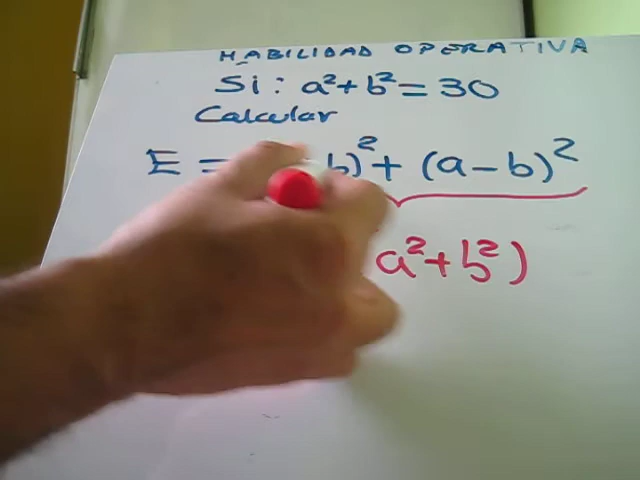 HABILIDAD OPERATIVA
Si: a²+b²=30
Calcular
E = b)²+(a-b)²
a²+b²)